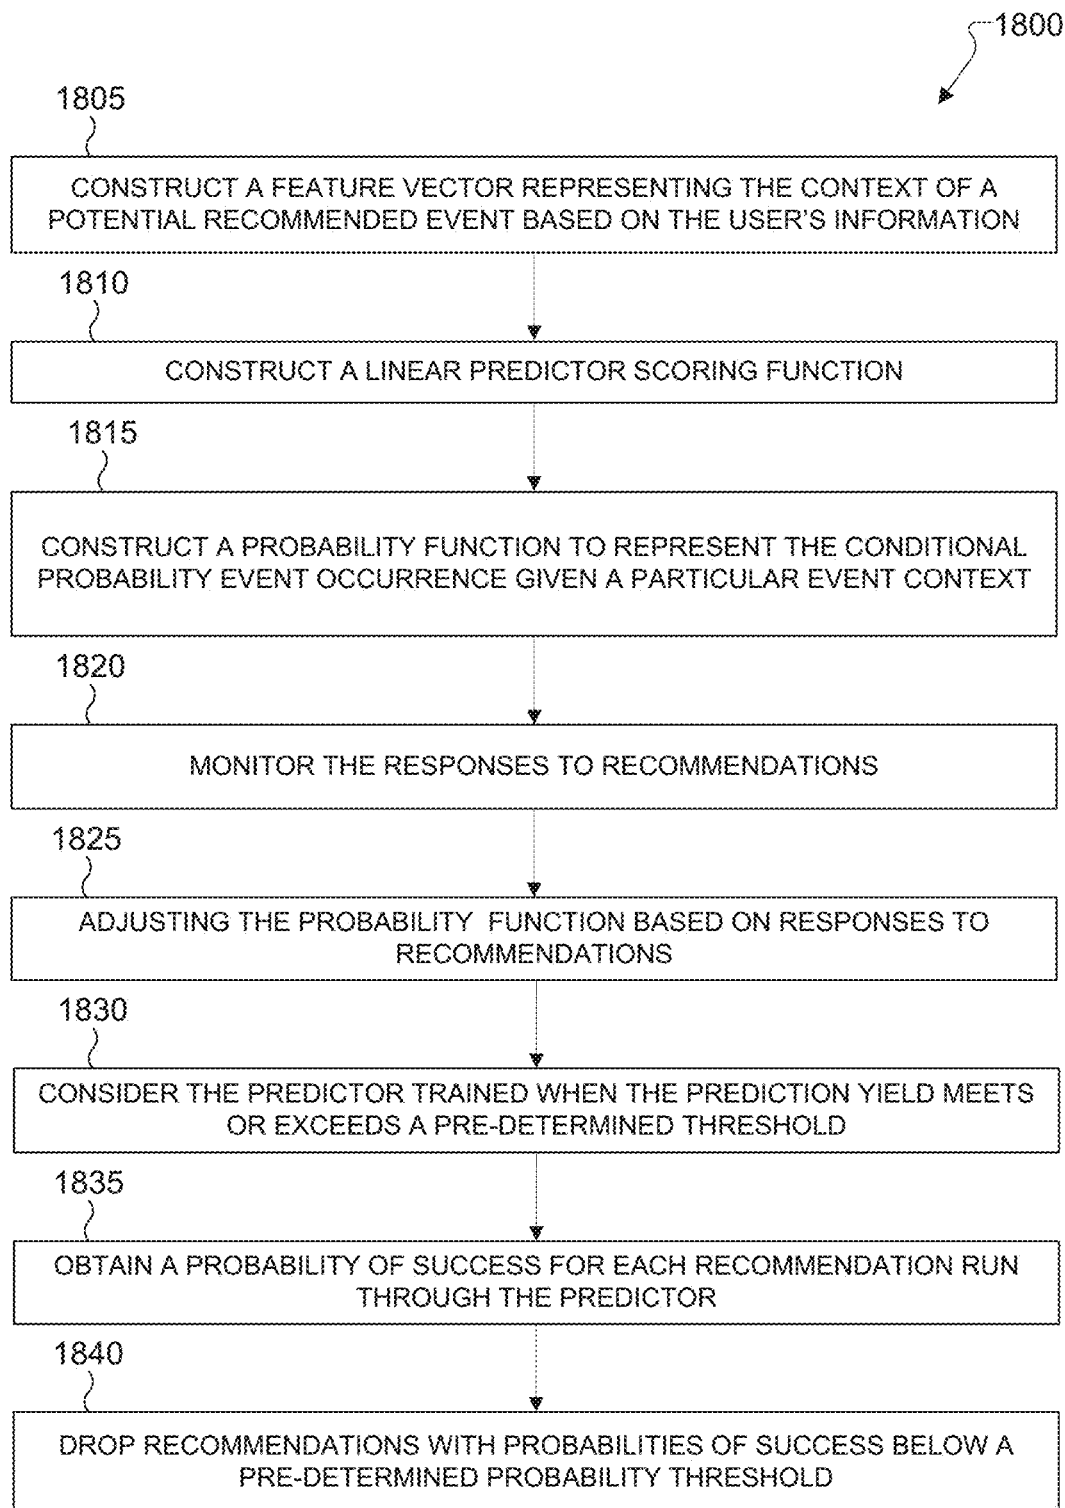 1800
1805
CONSTRUCT A FEATURE VECTOR REPRESENTING THE CONTEXT OF A
POTENTIAL RECOMMENDED EVENT BASED ON THE USER'S INFORMATION
1810
CONSTRUCT A LINEAR PREDICTOR SCORING FUNCTION
1815
CONSTRUCT A PROBABILITY FUNCTION TO REPRESENT THE CONDITIONAL
PROBABILITY EVENT OCCURRENCE GIVEN A PARTICULAR EVENT CONTEXT
1820
MONITOR THE RESPONSES TO RECOMMENDATIONS
1825
ADJUSTING THE PROBABILITY FUNCTION BASED ON RESPONSES TO
RECOMMENDATIONS
1830
CONSIDER THE PREDICTOR TRAINED WHEN THE PREDICTION YIELD MEETS
OR EXCEEDS A PRE-DETERMINED THRESHOLD
1835
OBTAIN A PROBABILITY OF SUCCESS FOR EACH RECOMMENDATION RUN
THROUGH THE PREDICTOR
1840
DROP RECOMMENDATIONS WITH PROBABILITIES OF SUCCESS BELOW A
PRE-DETERMINED PROBABILITY THRESHOLD